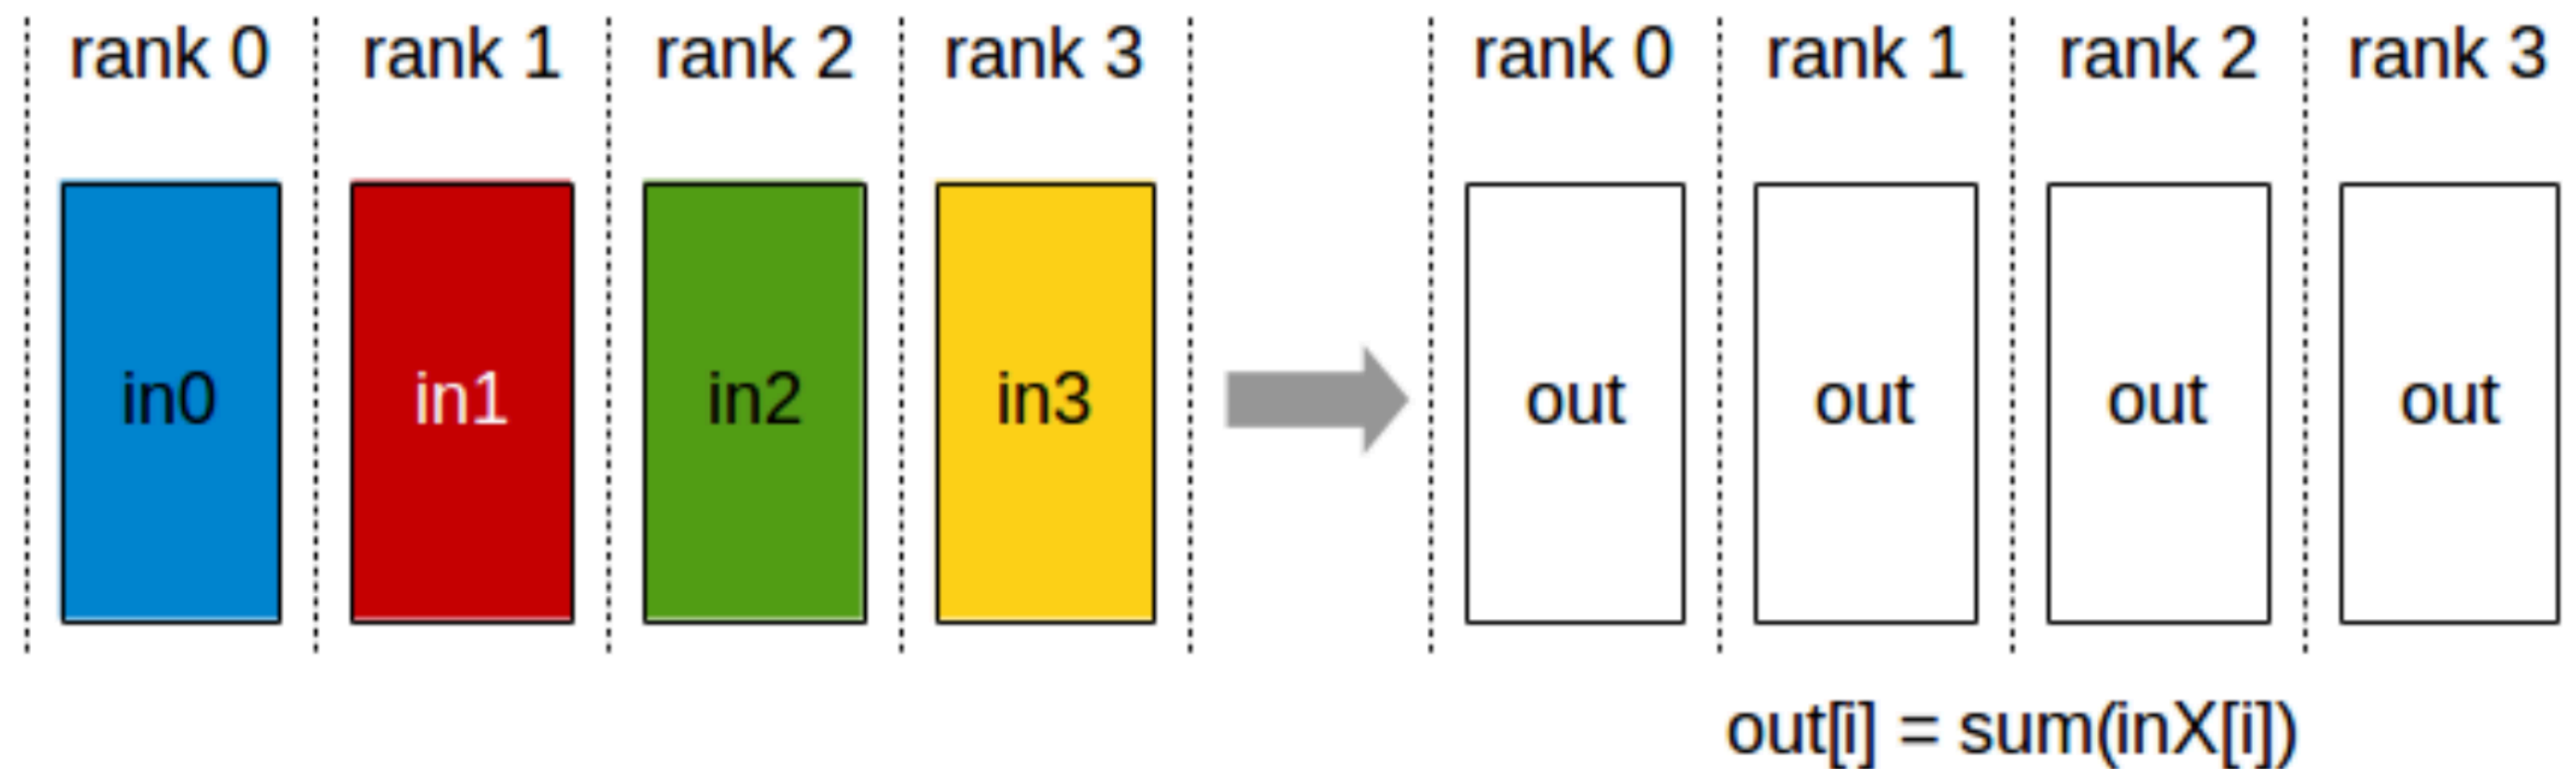 rank 0 rank 1 rank 2 rank 3 rank 0 rank 1 rank 2 rank 3
in0 in1 in2 in3 out out out out
out[i] = sum(inX[i])